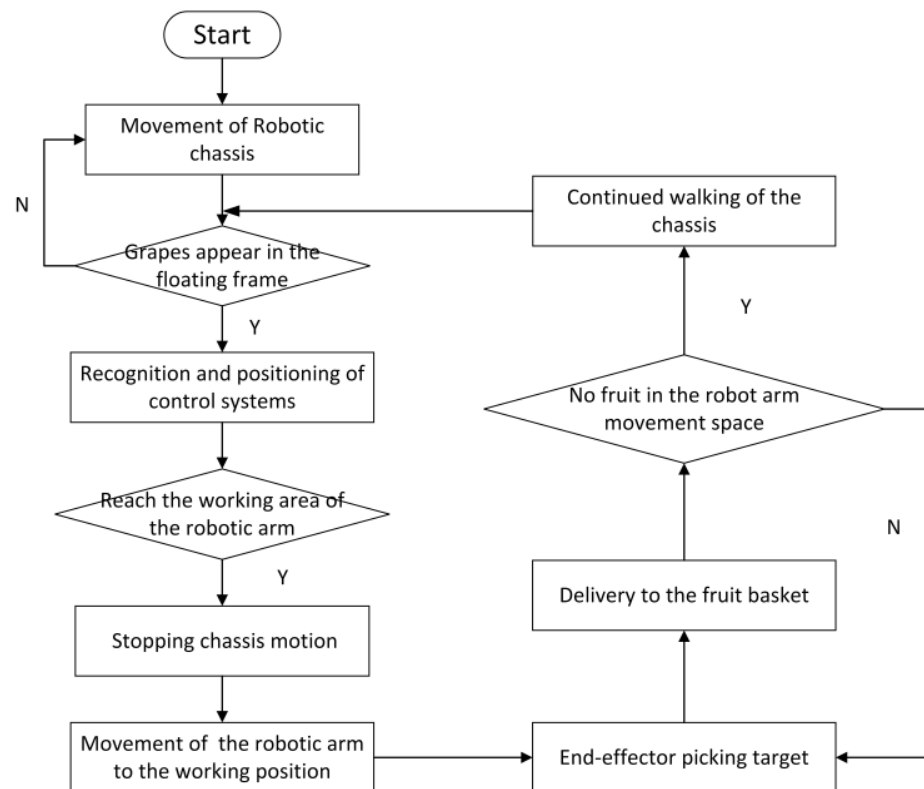 Start
Movement of Robotic
chassis
N
Grapes appear in the
floating frame
Y
Recognition and positioning of
control systems
Reach the working area of
the robotic arm
Y
Stopping chassis motion
Movement of the robotic arm
to the working position
Continued walking of the
chassis
Y
No fruit in the robot arm
movement space
N
Delivery to the fruit basket
End-effector picking target